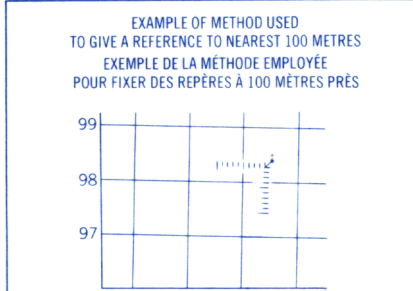 EXAMPLE OF METHOD USED
TO GIVE A REFERENCE TO NEAREST 100 METRES
EXEMPLE DE LA MÉTHODE EMPLOYÉE
POUR FIXER DES REPÈRES À 100 MÈTRES PRÈS
99
98
97